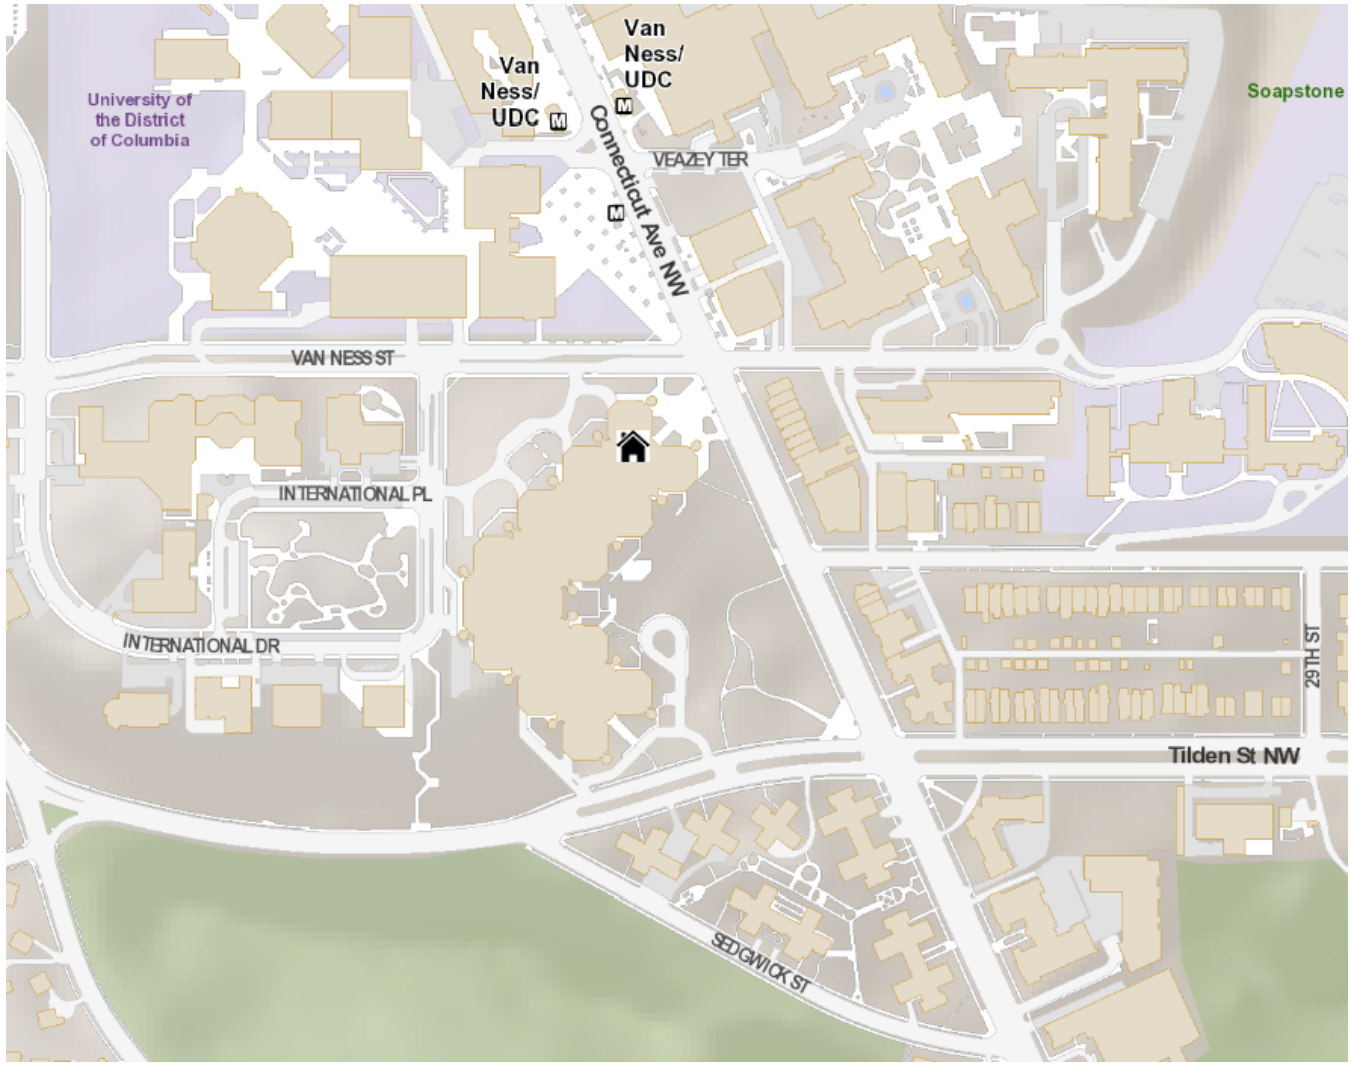 Van
Ness/
UDC
M
Van
Ness/
UDC
M
University of
the District
of Columbia
Soapstone
Connecticut Ave NW
VEAZEY TER
M
VAN NESS ST
INTERNATIONAL PL
INTERNATIONAL DR
29TH ST
Tilden St NW
SEDGWICK ST